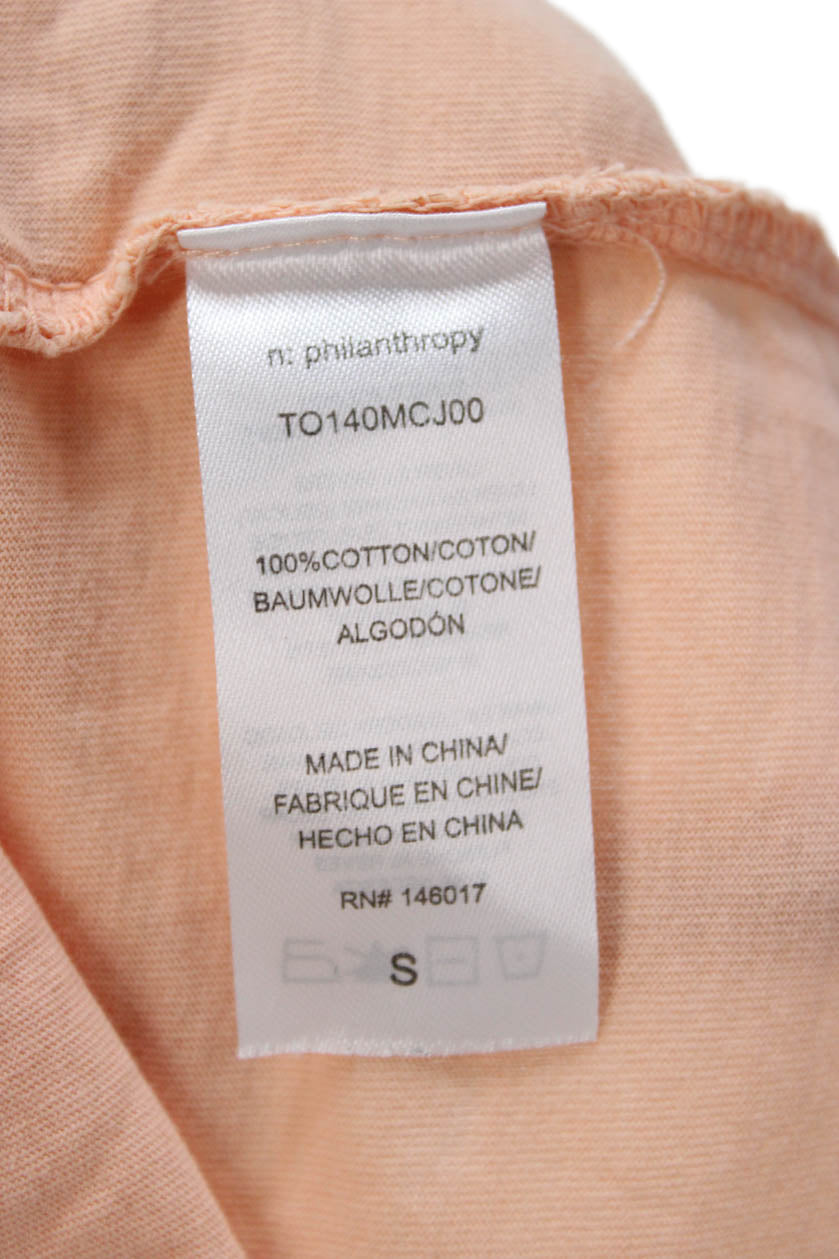 n: philanthropy
TO140MCJ00
100%COTTON/COTON/
BAUMWOLLE/COTONE/
ALGODÓN
MADE IN CHINA/
FABRIQUE EN CHINE/
HECHO EN CHINA
RN# 146017
S